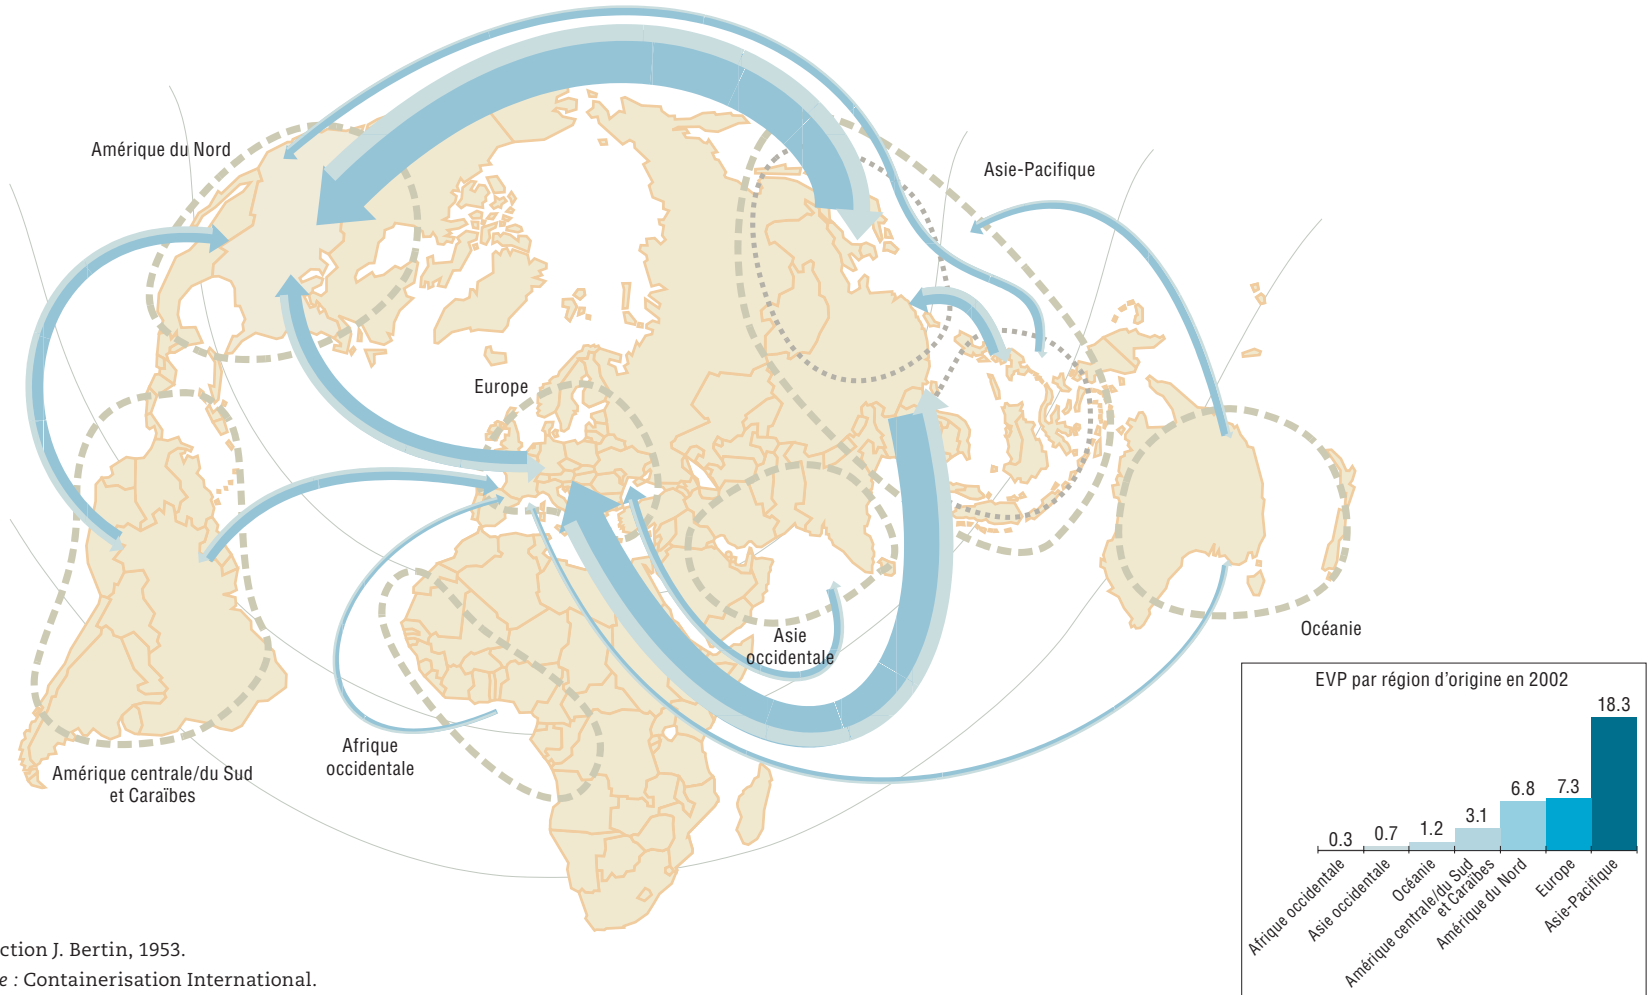 Amérique du Nord
Asie-Pacifique
Europe
Asie
occidentale
Océanie
Afrique
occidentale
Amérique centrale/du Sud
et Caraïbes
EVP par région d'origine en 2002
18.3
7.3
6.8
3.1
1.2
0.7
0.3
Afrique occidentale
Asie occidentale
Océanie
Amérique centrale/du Sud
et Caraïbes
Amérique du Nord
Europe
Asie-Pacifique
ction J. Bertin, 1953.
e : Containerisation International.